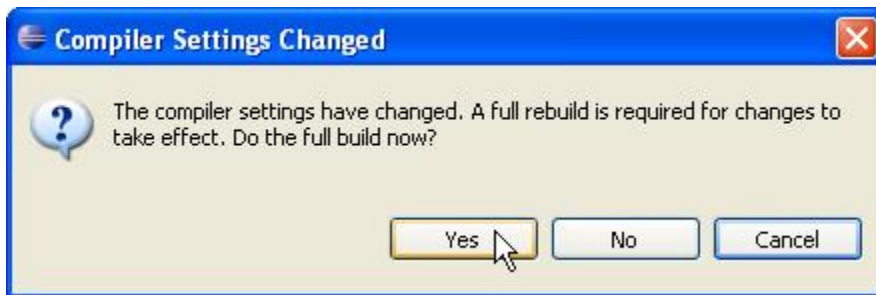 Compiler Settings Changed
The compiler settings have changed. A full rebuild is required for changes to
take effect. Do the full build now?
Yes No Cancel